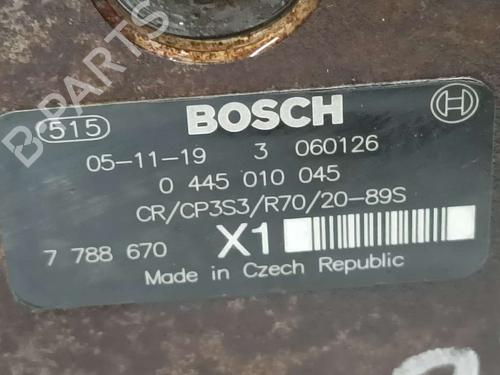 B-PARTS
515 BOSCH
05-11-19 3 060126
0 445 010 045
CR/CP3S3/R70/20-89S
7 788 670 X1
Made in Czech Republic